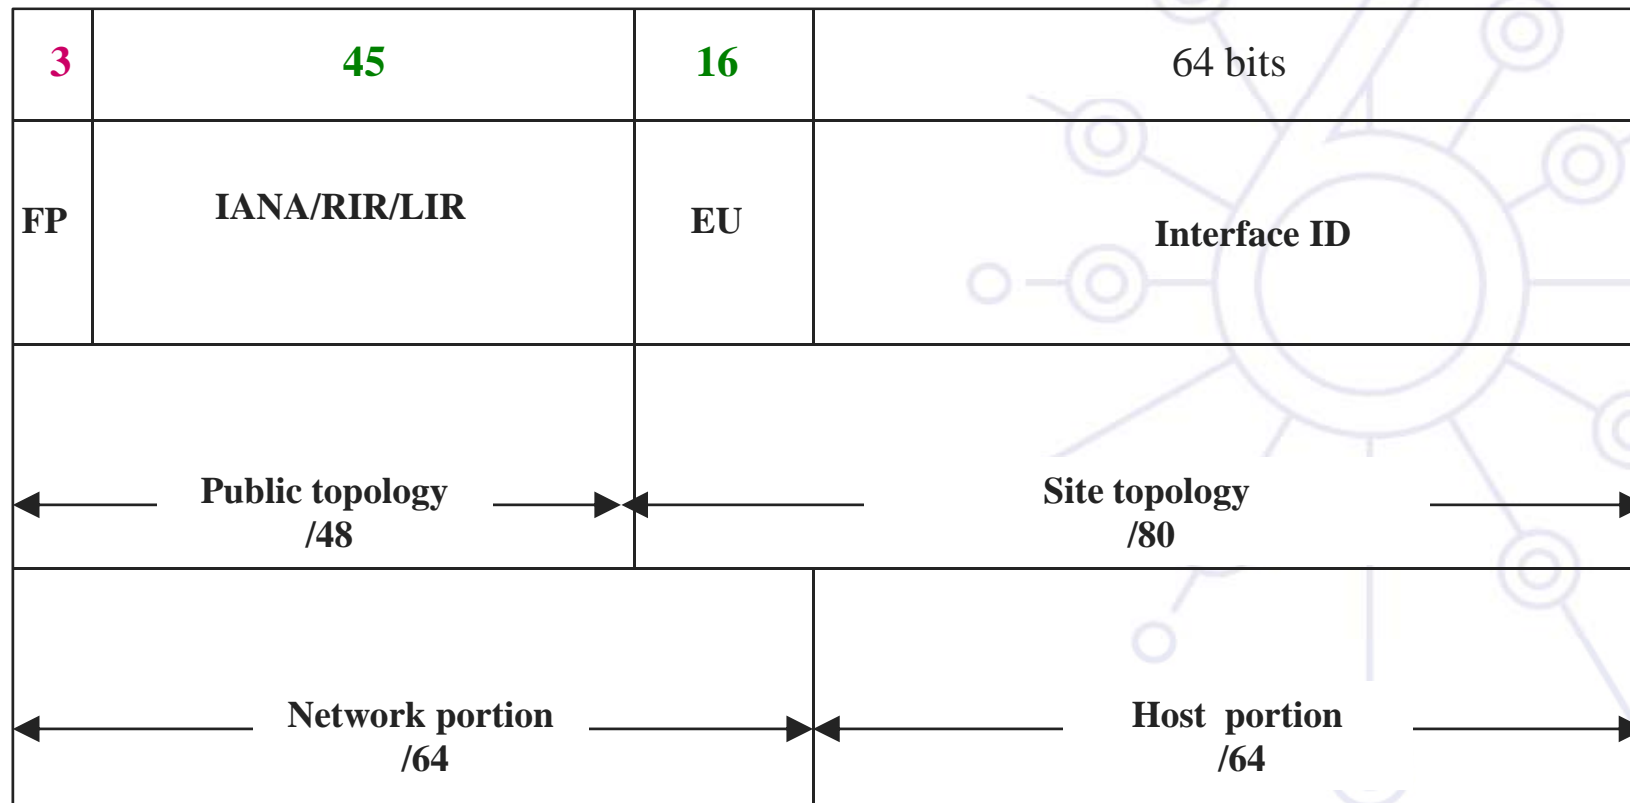 3 45 16 64 bits
FP IANA/RIR/LIR EU Interface ID
Public topology Site topology
/48 /80
Network portion Host portion
/64 /64